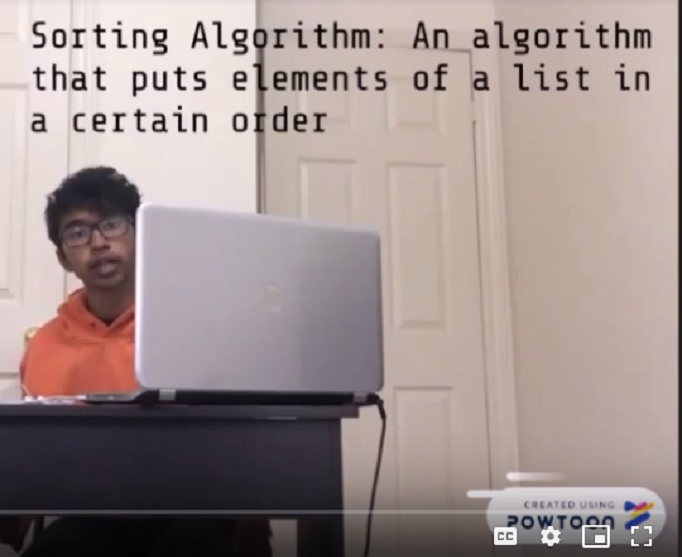 Sorting Algorithm: An algorithm
that puts elements of a list in
a certain order
CREATED USING
POWTOON
CC